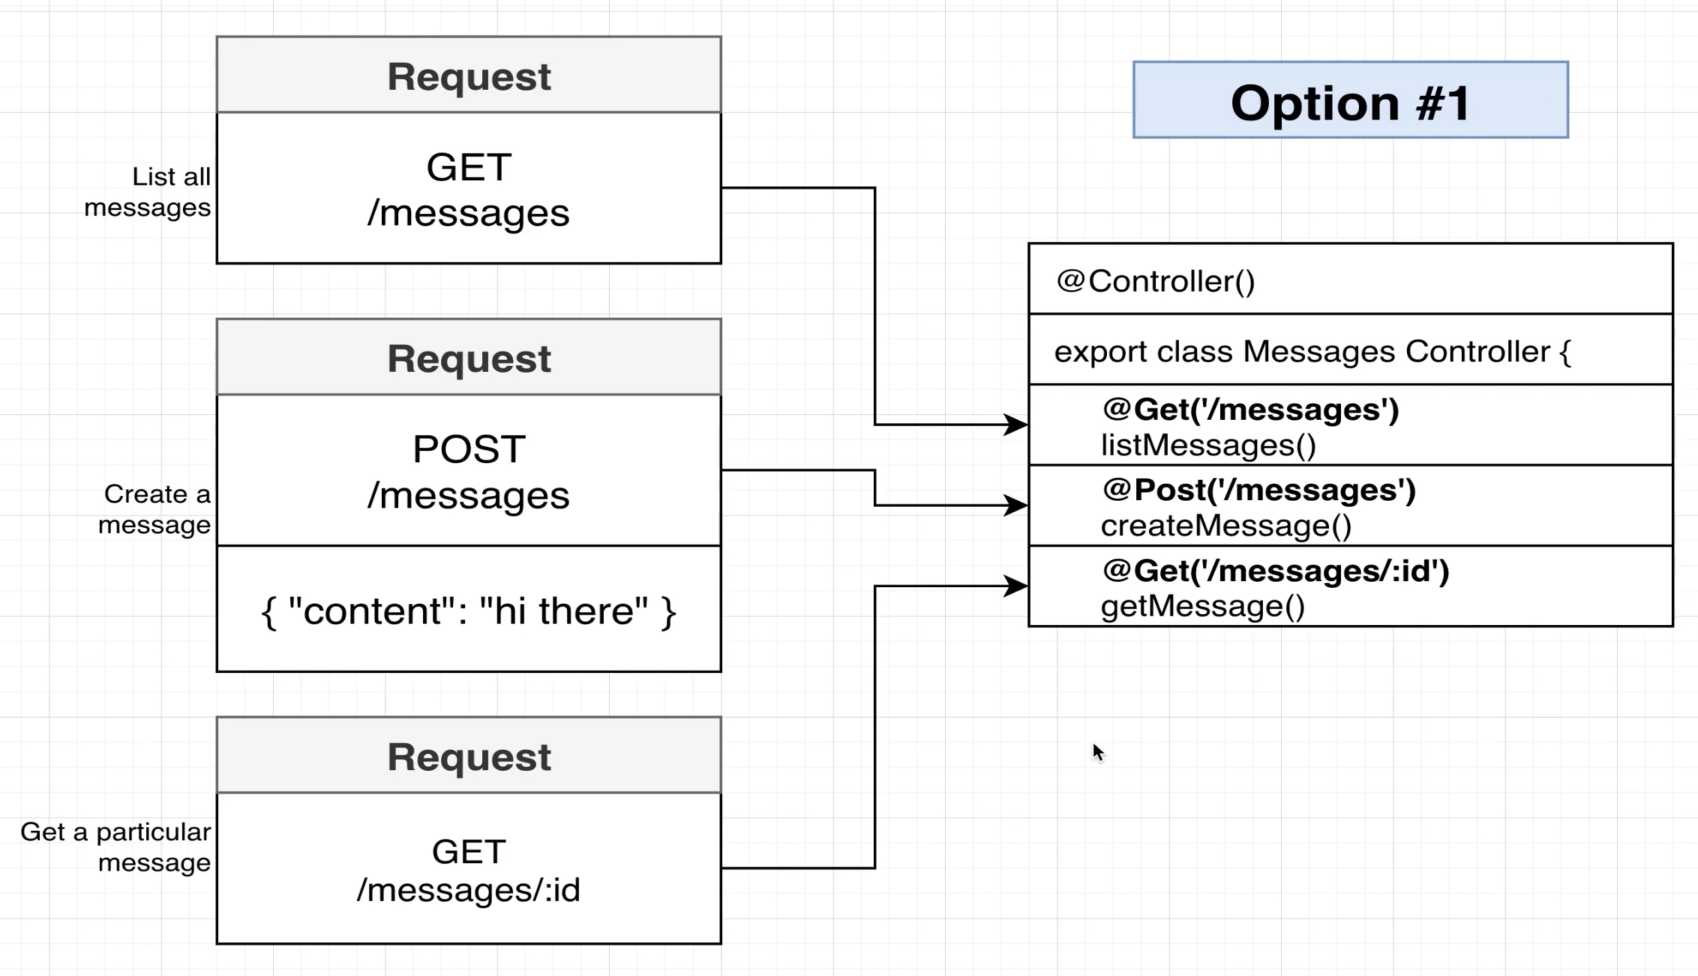 Request
GET
/messages
List all
messages
Request
POST
/messages
{ "content": "hi there" }
Create a
message
Request
GET
/messages/:id
Get a particular
message
Option #1
@Controller()
export class Messages Controller {
@Get('/messages')
listMessages()
@Post('/messages')
createMessage()
@Get('/messages/:id')
getMessage()